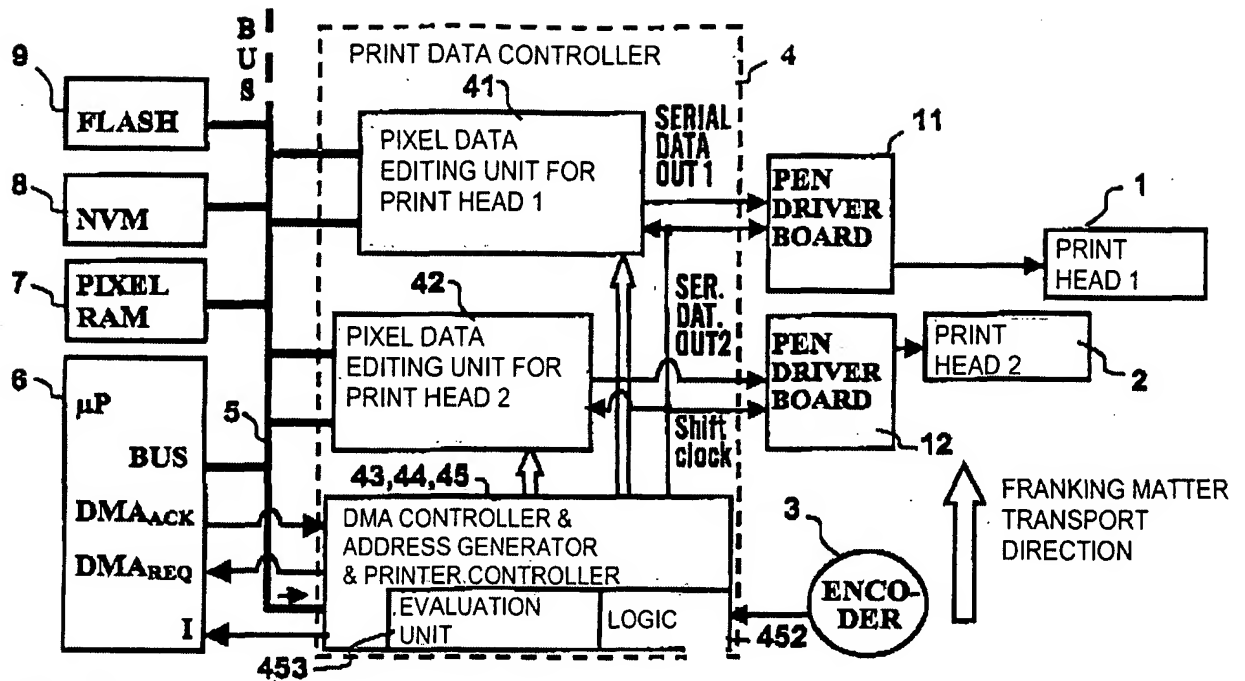 B
U
S
PRINT DATA CONTROLLER
4
9
FLASH
8
NVM
7
PIXEL
RAM
6
µP
BUS
DMAACK
DMAREQ
I
5
41
PIXEL DATA
EDITING UNIT FOR
PRINT HEAD 1
42
PIXEL DATA
EDITING UNIT FOR
PRINT HEAD 2
SERIAL
DATA
OUT1
SER.
DAT.
OUT2
Shift
clock
11
PEN
DRIVER
BOARD
PEN
DRIVER
BOARD
12
1
PRINT
HEAD 1
PRINT
HEAD 2
2
43,44,45
DMA CONTROLLER &
ADDRESS GENERATOR
& PRINTER CONTROLLER
EVALUATION
UNIT
LOGIC
453
452
3
ENCO-
DER
FRANKING MATTER
TRANSPORT
DIRECTION